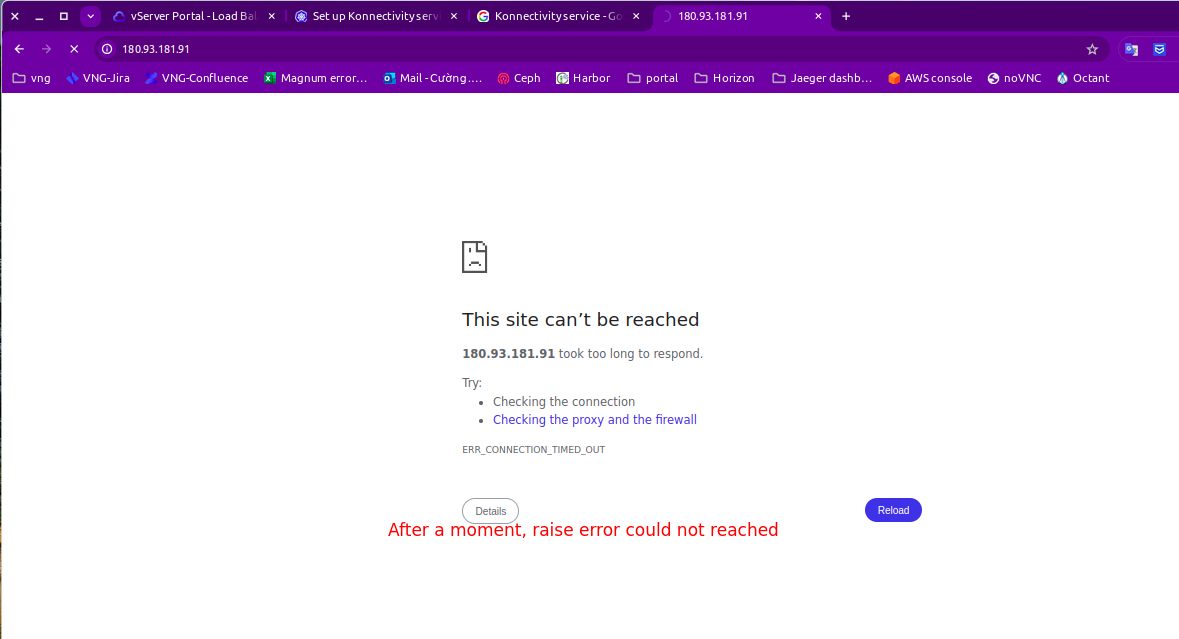 vServer Portal - Load Bal
Set up Konnectivity servi
Konnectivity service - Go
180.93.181.91
180.93.181.91
vng
VNG-Jira
VNG-Confluence
Magnum error...
Mail - Cường ....
Ceph
Harbor
portal
Horizon
Jaeger dashb...
AWS console
noVNC
Octant
This site can’t be reached
180.93.181.91 took too long to respond.
Try:
Checking the connection
Checking the proxy and the firewall
ERR_CONNECTION_TIMED_OUT
Details
Reload
After a moment, raise error could not reached